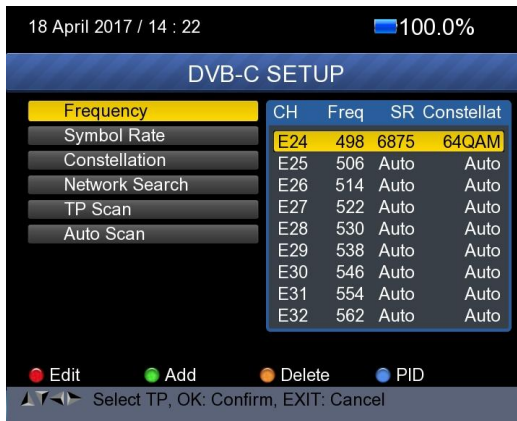 18 April 2017 / 14 : 22 100.0%
DVB-C SETUP
Frequency
Symbol Rate
Constellation
Network Search
TP Scan
Auto Scan
CH Freq SR Constellat
E24 498 6875 64QAM
E25 506 Auto Auto
E26 514 Auto Auto
E27 522 Auto Auto
E28 530 Auto Auto
E29 538 Auto Auto
E30 546 Auto Auto
E31 554 Auto Auto
E32 562 Auto Auto
Edit Add Delete PID
Select TP, OK: Confirm, EXIT: Cancel